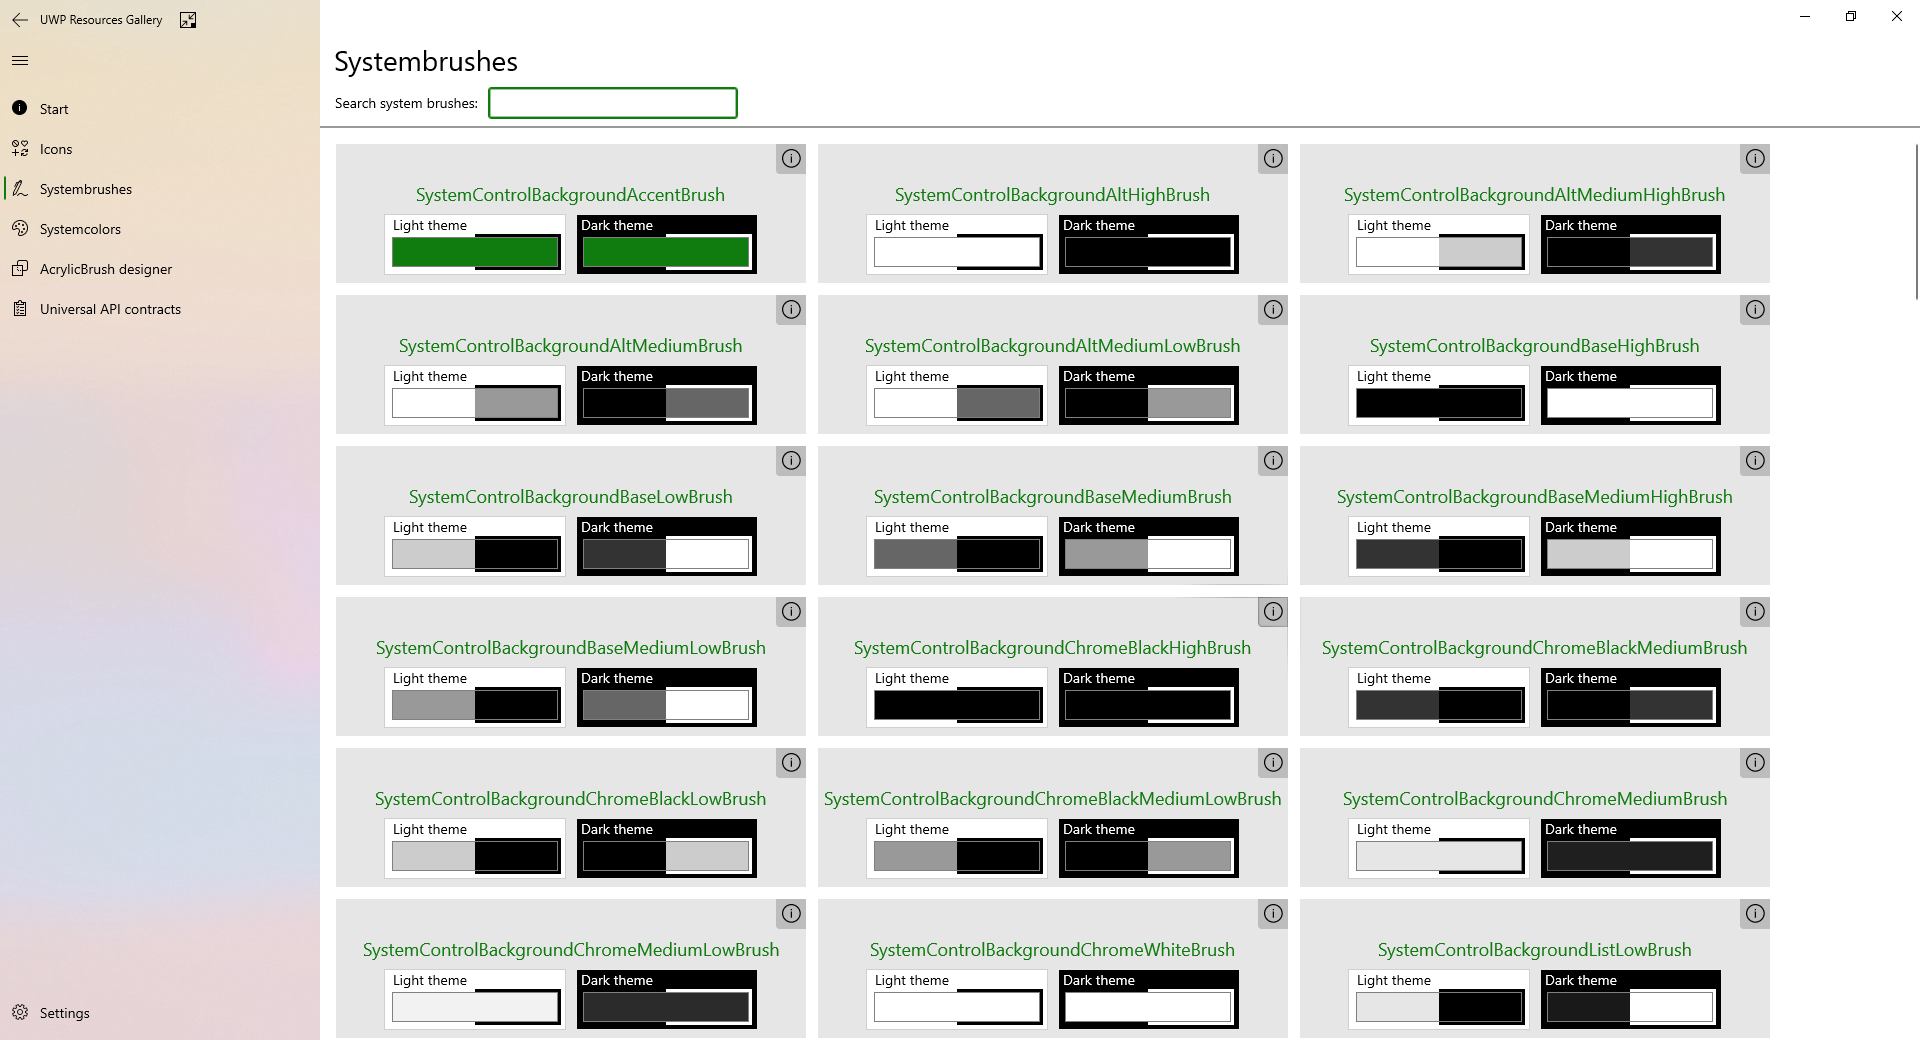 UWP Resources Gallery
Start
Icons
Systembrushes
Systemcolors
AcrylicBrush designer
Universal API contracts
Settings
Systembrushes
Search system brushes:
SystemControlBackgroundAccentBrush
Light theme
Dark theme
SystemControlBackgroundAltHighBrush
Light theme
Dark theme
SystemControlBackgroundAltMediumHighBrush
Light theme
Dark theme
SystemControlBackgroundAltMediumBrush
Light theme
Dark theme
SystemControlBackgroundAltMediumLowBrush
Light theme
Dark theme
SystemControlBackgroundBaseHighBrush
Light theme
Dark theme
SystemControlBackgroundBaseLowBrush
Light theme
Dark theme
SystemControlBackgroundBaseMediumBrush
Light theme
Dark theme
SystemControlBackgroundBaseMediumHighBrush
Light theme
Dark theme
SystemControlBackgroundBaseMediumLowBrush
Light theme
Dark theme
SystemControlBackgroundChromeBlackHighBrush
Light theme
Dark theme
SystemControlBackgroundChromeBlackMediumBrush
Light theme
Dark theme
SystemControlBackgroundChromeBlackLowBrush
Light theme
Dark theme
SystemControlBackgroundChromeBlackMediumLowBrush
Light theme
Dark theme
SystemControlBackgroundChromeMediumBrush
Light theme
Dark theme
SystemControlBackgroundChromeMediumLowBrush
Light theme
Dark theme
SystemControlBackgroundChromeWhiteBrush
Light theme
Dark theme
SystemControlBackgroundListLowBrush
Light theme
Dark theme